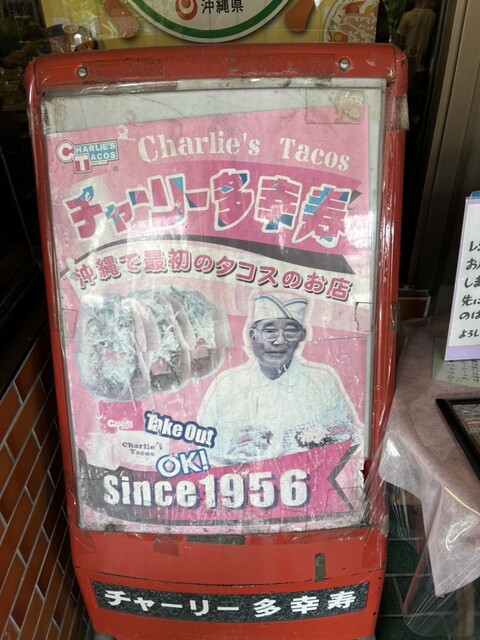 沖縄県
CHARLIE'S
TACOS
Charlie's Tacos
チャーリー多幸寿
沖縄で最初のタコスのお店
Take Out
OK!
Charlie's
Tacos
Since1956
チャーリー 多幸寿